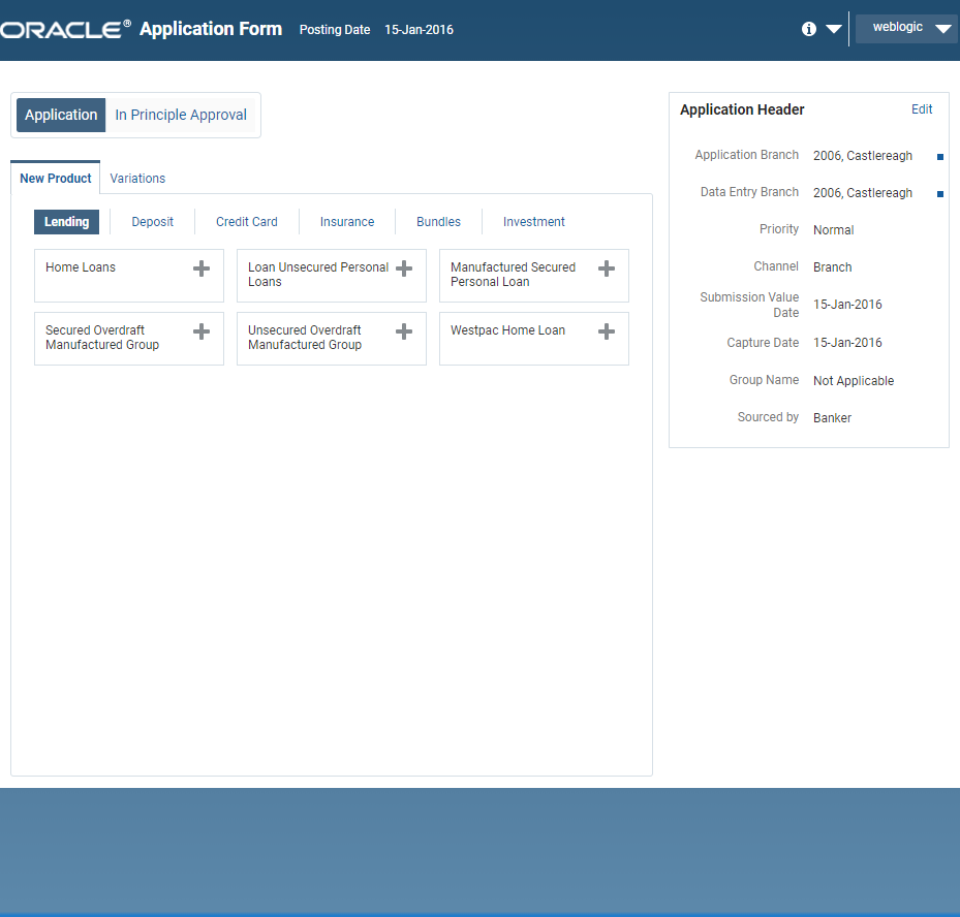 ORACLE® Application Form Posting Date 15-Jan-2016
weblogic
Application In Principle Approval
New Product Variations
Lending Deposit Credit Card Insurance Bundles Investment
Home Loans
Loan Unsecured Personal
Loans
Manufactured Secured
Personal Loan
Secured Overdraft
Manufactured Group
Unsecured Overdraft
Manufactured Group
Westpac Home Loan
Application Header Edit
Application Branch 2006, Castlereagh
Data Entry Branch 2006, Castlereagh
Priority Normal
Channel Branch
Submission Value
Date 15-Jan-2016
Capture Date 15-Jan-2016
Group Name Not Applicable
Sourced by Banker